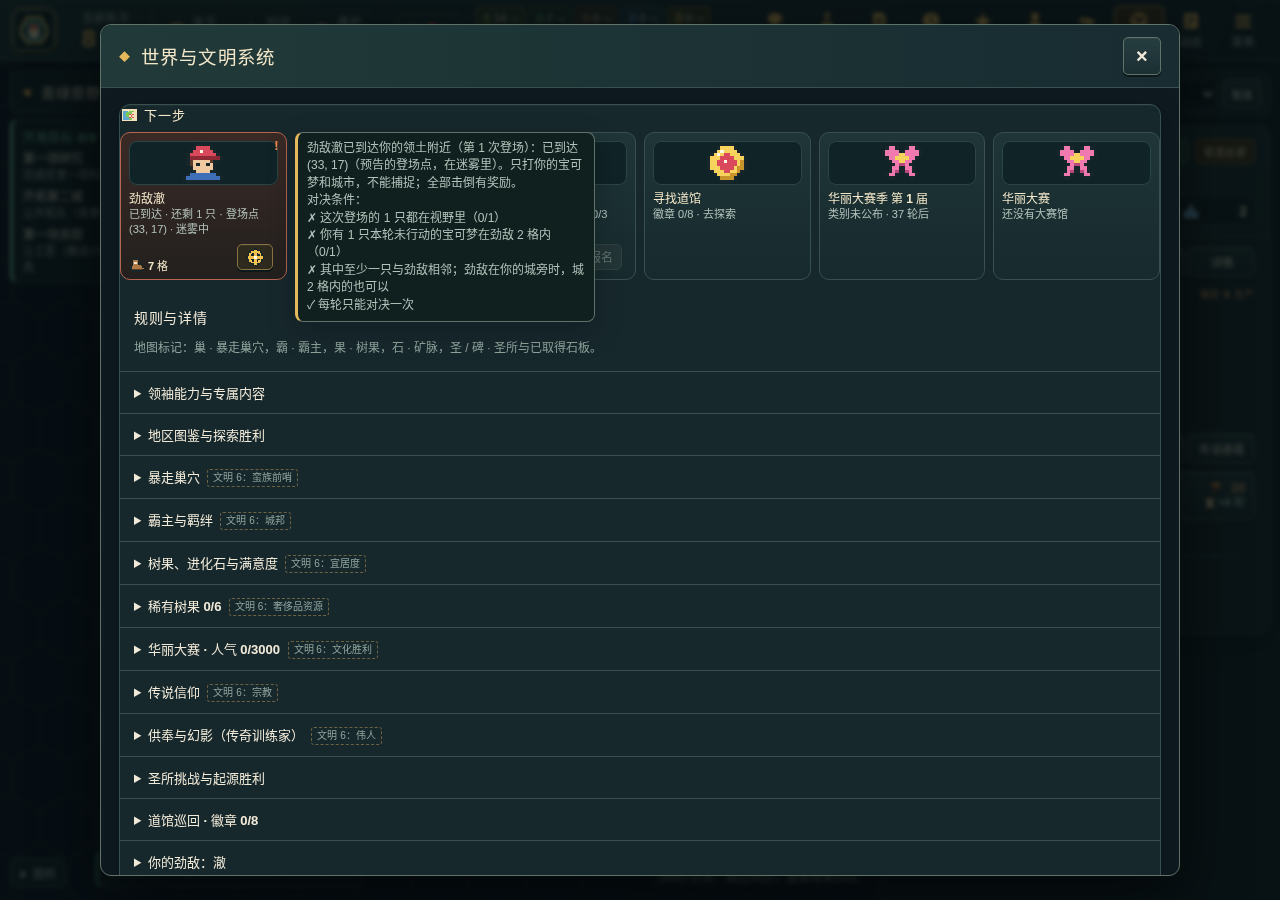 世界与文明系统
×
下一步
!
劲敌澈
已到达 · 还剩 1 只 · 登场点
(33, 17) · 迷雾中
7 格
劲敌澈已到达你的领土附近（第 1 次登场）：已到达
(33, 17)（预告的登场点，在迷雾里）。只打你的宝可
梦和城市，不能捕捉；全部击倒有奖励。
对决条件：
✗ 这次登场的 1 只都在视野里（0/1）
✗ 你有 1 只本轮未行动的宝可梦在劲敌 2 格内
（0/1）
✗ 其中至少一只与劲敌相邻；劲敌在你的城旁时，城
2 格内的也可以
✓ 每轮只能对决一次
0/3
报名
寻找道馆
徽章 0/8 · 去探索
华丽大赛季 第 1 届
类别未公布 · 37 轮后
华丽大赛
还没有大赛馆
规则与详情
地图标记：巢 · 暴走巢穴，霸 · 霸主，果 · 树果，石 · 矿脉，圣 / 碑 · 圣所与已取得石板。
▶ 领袖能力与专属内容
▶ 地区图鉴与探索胜利
▶ 暴走巢穴 文明 6：蛮族前哨
▶ 霸主与羁绊 文明 6：城邦
▶ 树果、进化石与满意度 文明 6：宜居度
▶ 稀有树果 0/6 文明 6：奢侈品资源
▶ 华丽大赛 · 人气 0/3000 文明 6：文化胜利
▶ 传说信仰 文明 6：宗教
▶ 供奉与幻影（传奇训练家） 文明 6：伟人
▶ 圣所挑战与起源胜利
▶ 道馆巡回 · 徽章 0/8
▶ 你的劲敌：澈